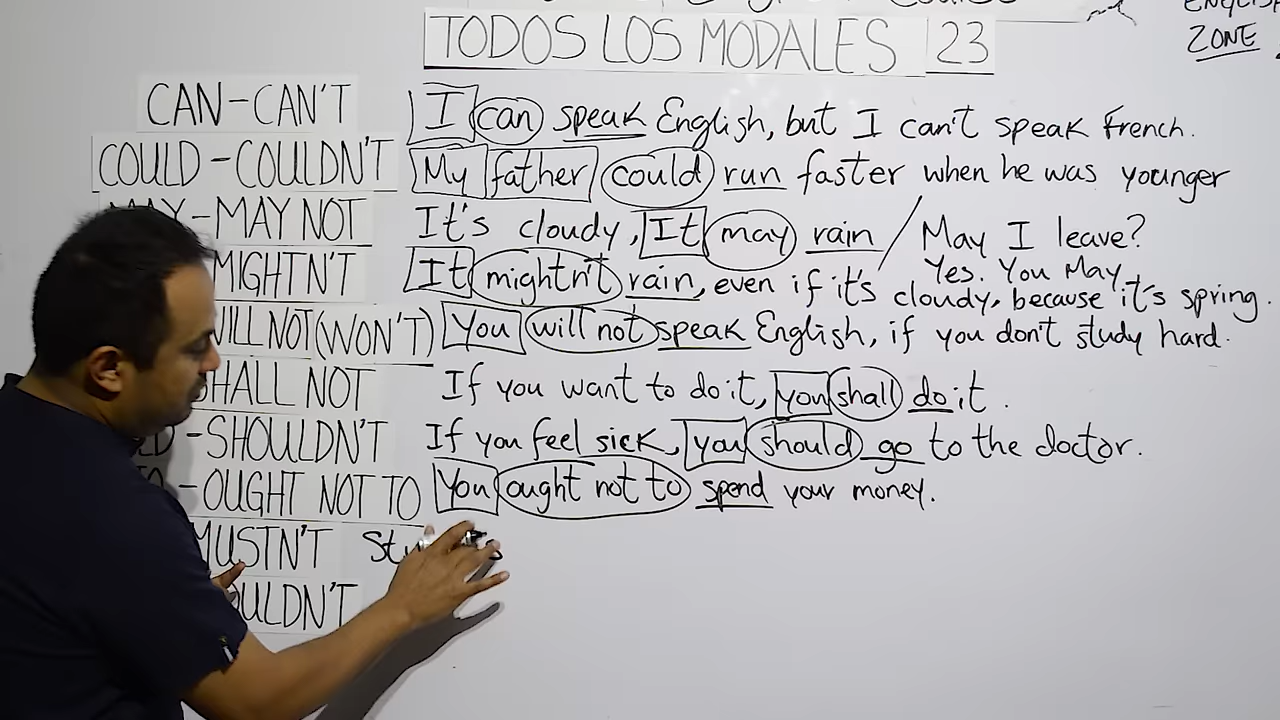 ENGLISH
ZONE
TODOS LOS MODALES 23
CAN-CAN'T I can speak English, but I can't speak French.
COULD-COULDN'T My father could run faster when he was younger
MAY-MAY NOT It's cloudy, It may rain / May I leave?
Yes. You May.
MIGHTN'T It mightn't rain, even if it's cloudy, because it's spring.
WILL NOT (WON'T) You will not speak English, if you don't study hard.
SHALL NOT If you want to do it, you shall do it.
-SHOULDN'T If you feel sick, you should go to the doctor.
-OUGHT NOT TO You ought not to spend your money.
MUSTN'T